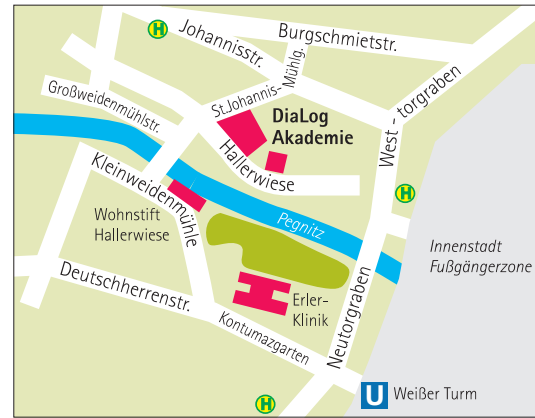 H
Johannisstr.
Burgschmietstr.
Großweidenmühlstr.
St.Johannis-
Mühlg.
DiaLog
Akademie
West - torgraben
Hallerwiese
Kleinweidenmühle
H
Wohnstift
Hallerwiese
Pegnitz
Innenstadt
Fußgängerzone
Deutschherrenstr.
Erler-
Klinik
Neutorgraben
Kontumazgarten
U Weißer Turm
H